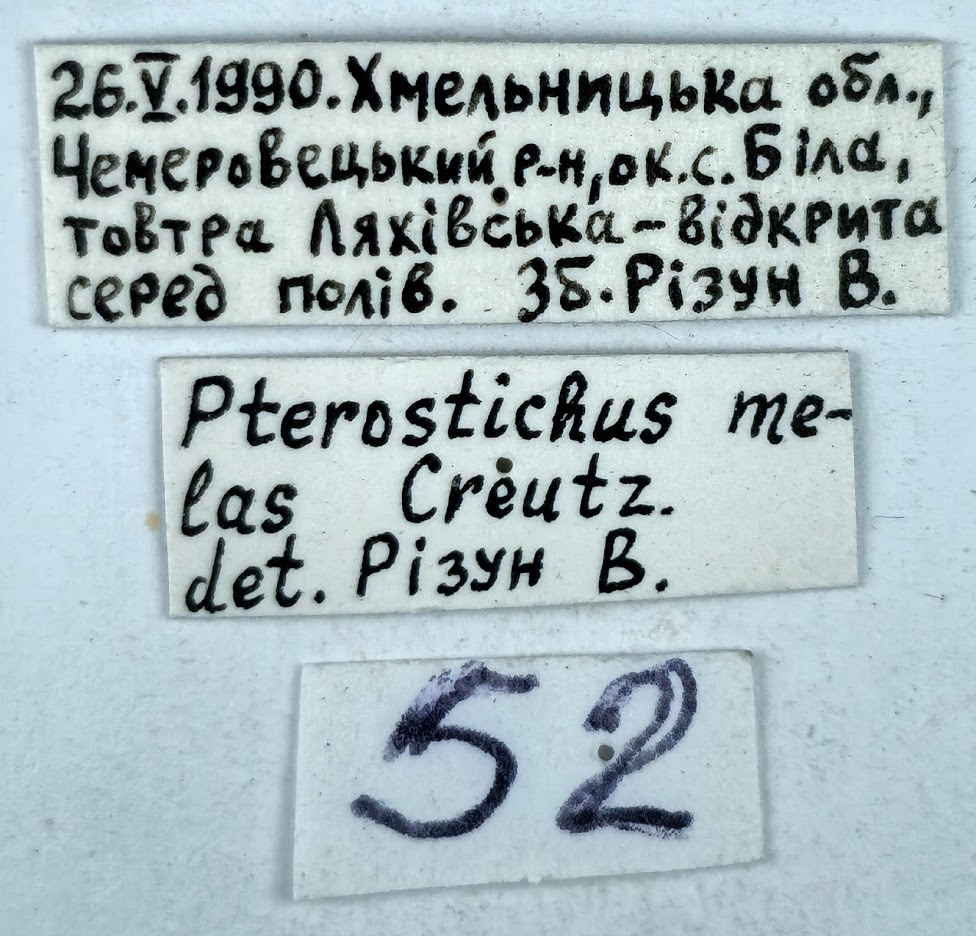 26.V.1990. Хмельницька обл.,
Чемеровецький р-н, ок. с. Біла,
товтра Ляхівська - відкрита
серед полів. Зб. Різун В.
Pterostichus me-
las Creutz.
det. Різун В.
52